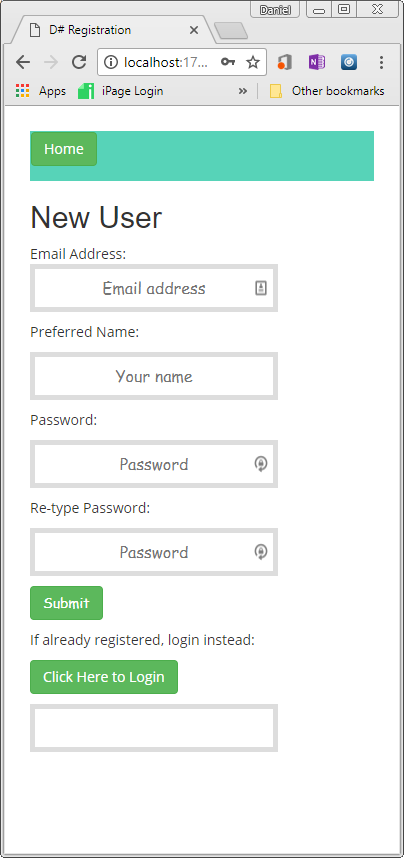 Daniel
D# Registration
localhost:17...
Apps iPage Login » Other bookmarks
Home
New User
Email Address:
Email address
Preferred Name:
Your name
Password:
Password
Re-type Password:
Password
Submit
If already registered, login instead:
Click Here to Login